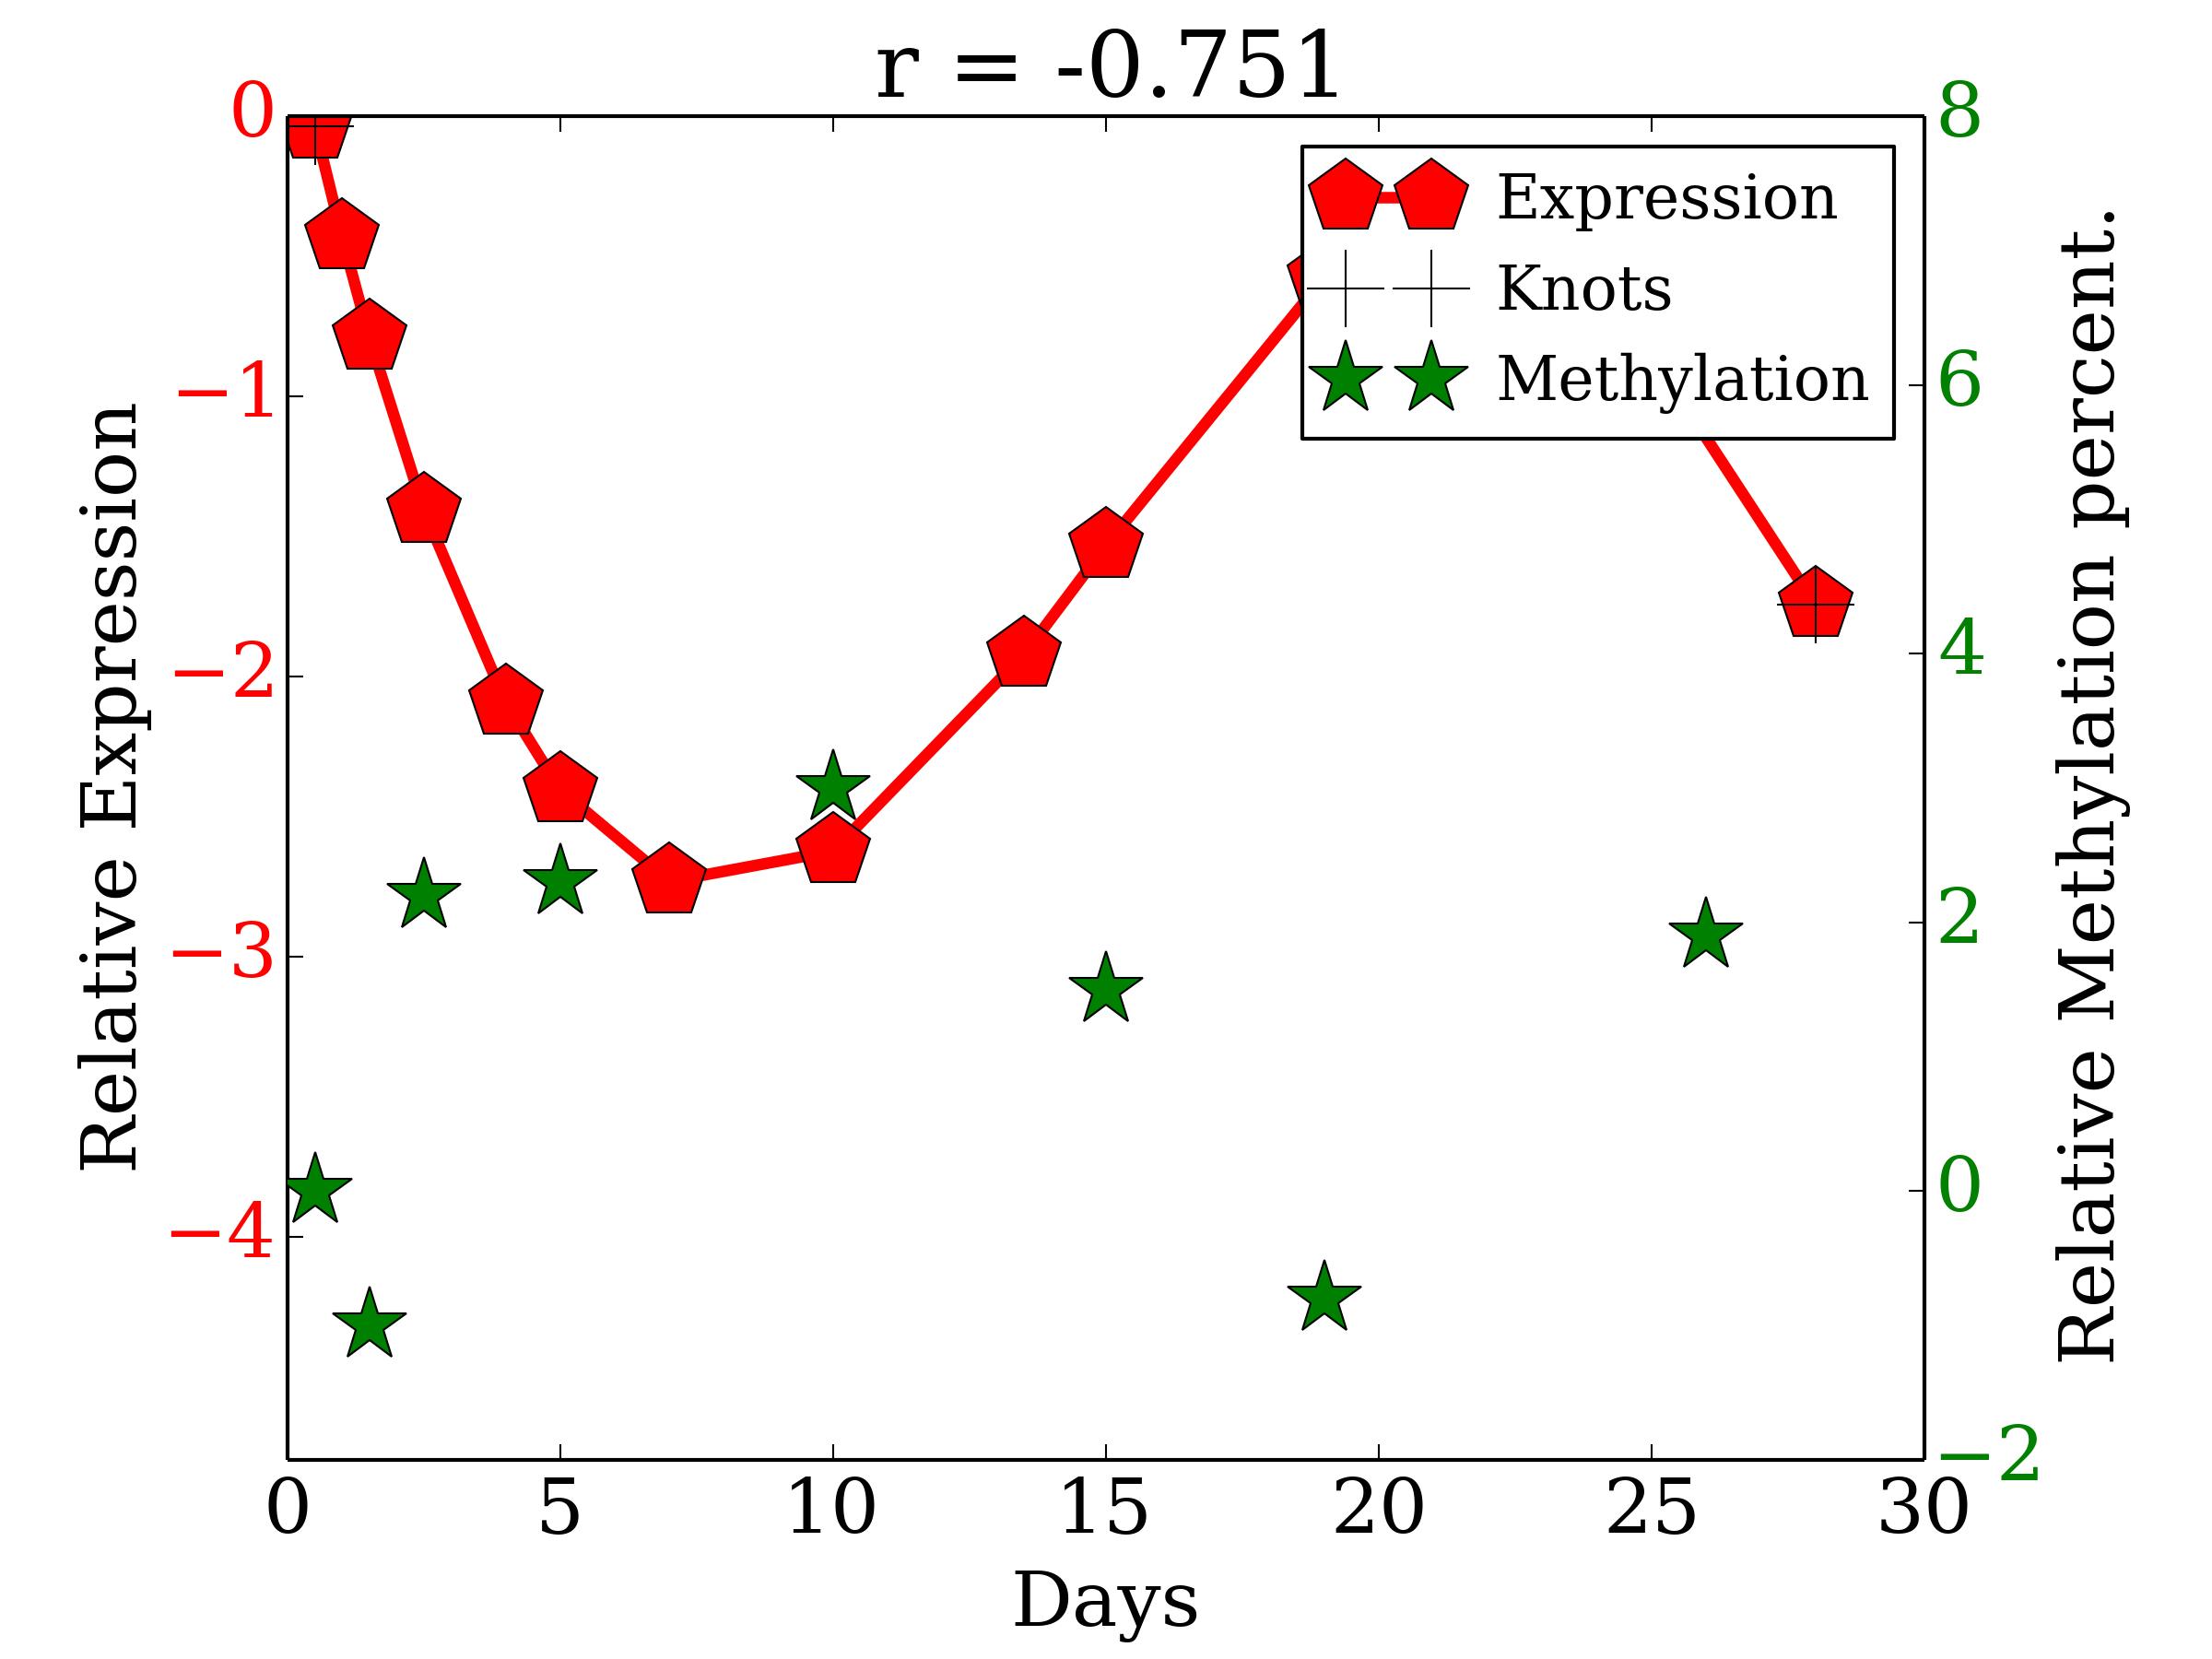 r = -0.751
0
−1
−2
−3
−4
Relative Expression
Expression
Knots
Methylation
8
6
4
2
0
−2
Relative Methylation percent.
0 5 10 15 20 25 30
Days